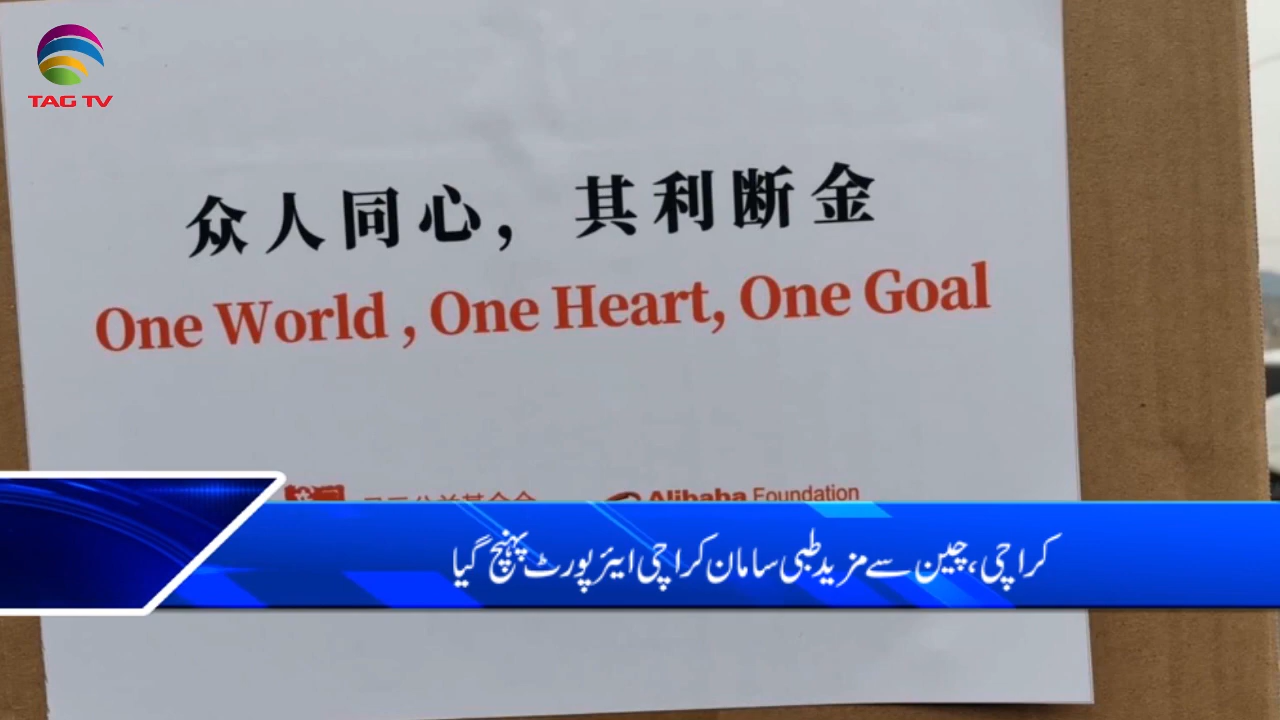 TAG TV
众人同心，其利断金
One World , One Heart, One Goal
Alibaba Foundation
کراچی، چین سے مزید طبی سامان کراچی ایئرپورٹ پہنچ گیا